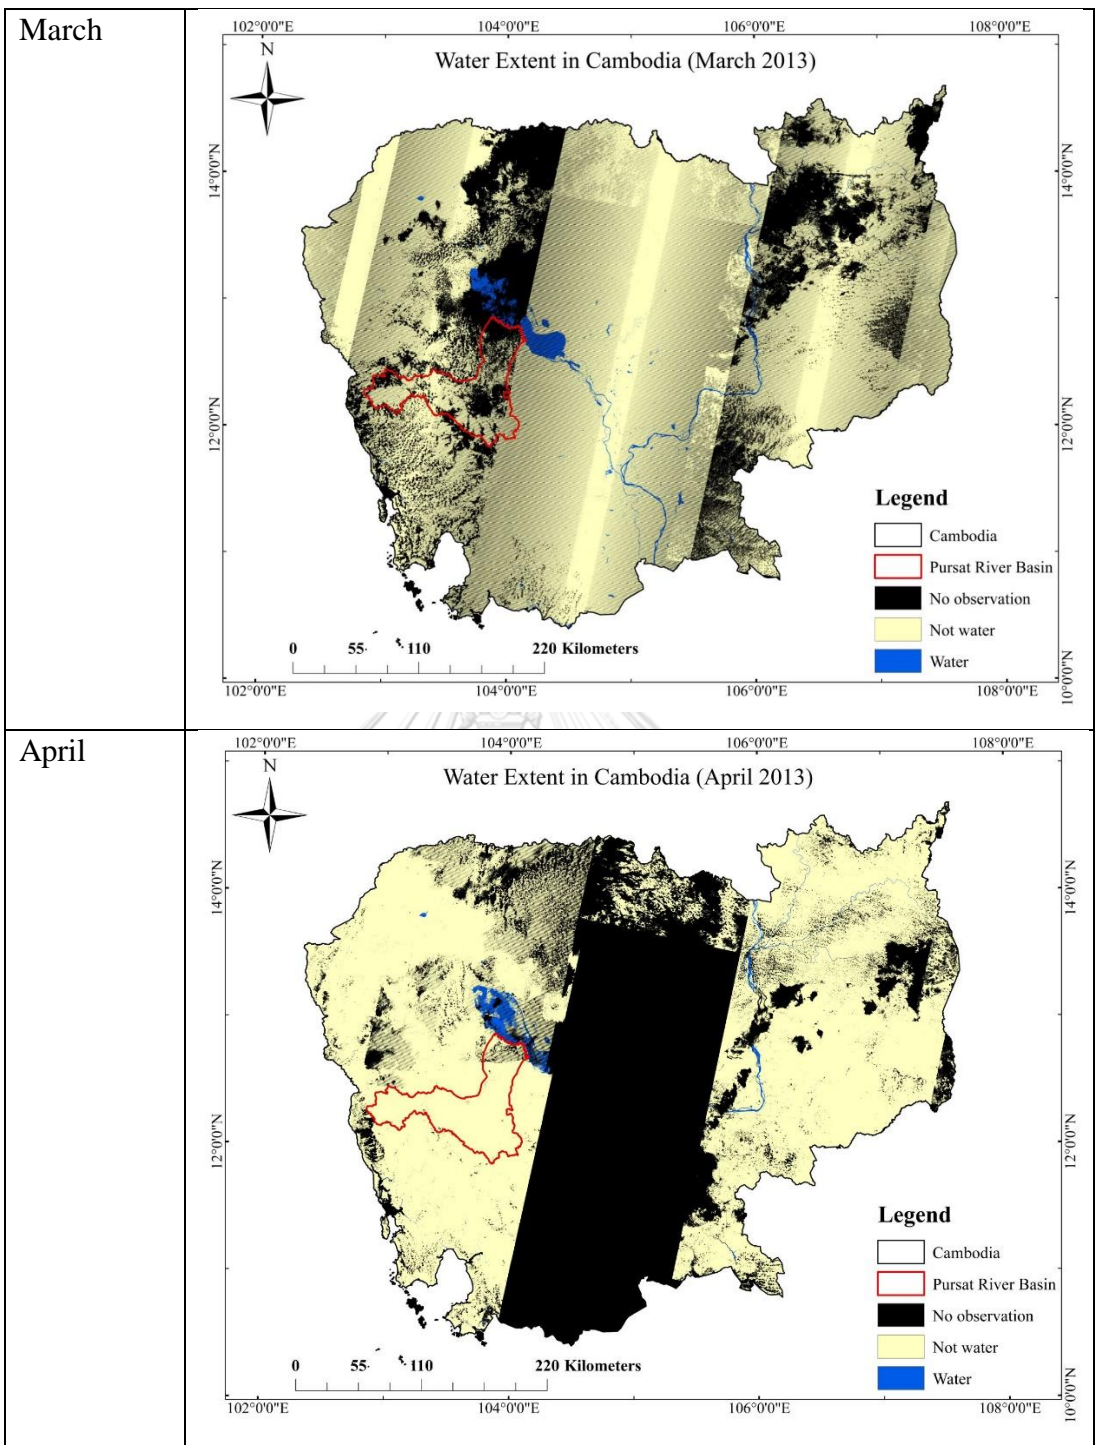 March
102°0'0"E 104°0'0"E 106°0'0"E 108°0'0"E
N
Water Extent in Cambodia (March 2013)
14°0'0"N 14°0'0"N
12°0'0"N 12°0'0"N
Legend
Cambodia
Pursat River Basin
No observation
Not water
Water
0 55 110 220 Kilometers
10°0'0"N
102°0'0"E 104°0'0"E 106°0'0"E 108°0'0"E
April
102°0'0"E 104°0'0"E 106°0'0"E 108°0'0"E
N
Water Extent in Cambodia (April 2013)
14°0'0"N 14°0'0"N
12°0'0"N 12°0'0"N
Legend
Cambodia
Pursat River Basin
No observation
Not water
Water
0 55 110 220 Kilometers
10°0'0"N
102°0'0"E 104°0'0"E 106°0'0"E 108°0'0"E